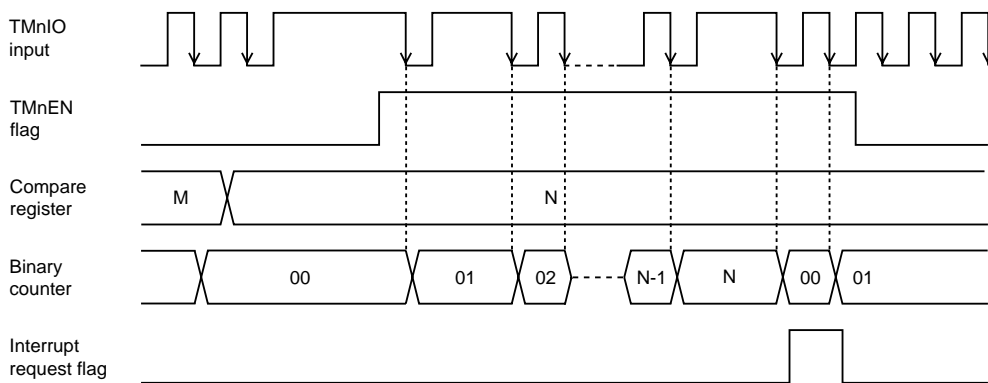 TMnIO
input
TMnEN
flag
Compare
register
M
N
Binary
counter
00
01
02
N-1
N
00
01
Interrupt
request flag